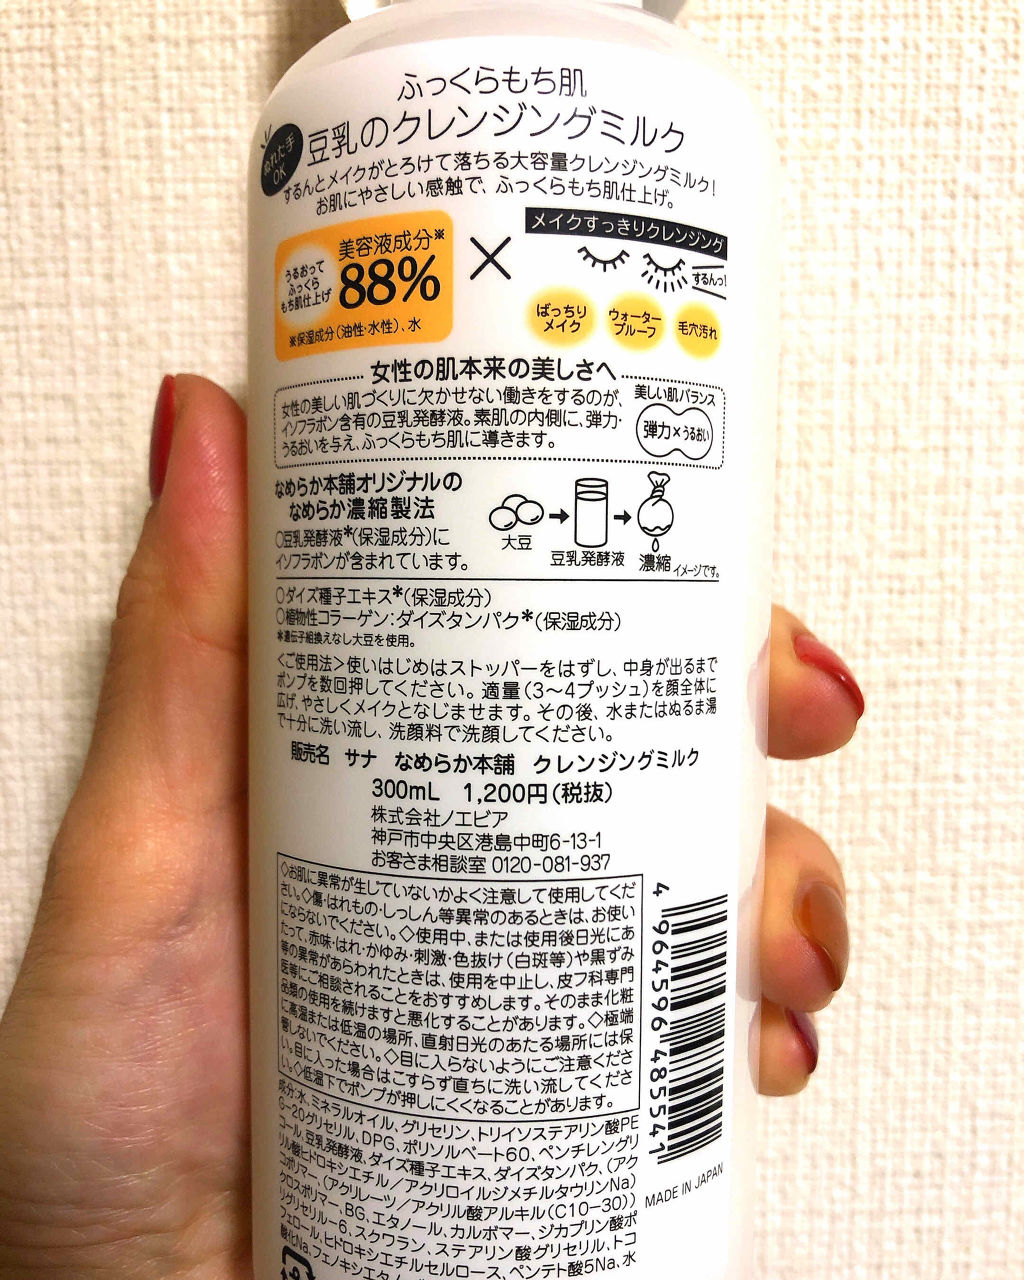 ふっくらもち肌
ぬれた手
OK
豆乳のクレンジングミルク
するんとメイクがとろけて落ちる大容量クレンジングミルク!
お肌にやさしい感触で、ふっくらもち肌仕上げ。
うるおって
ふっくら
もち肌仕上げ
美容液成分※
88%
※保湿成分(油性・水性)、水
×
メイクすっきりクレンジング
するんっ!
ぱっちり
メイク
ウォーター
プルーフ
毛穴汚れ
女性の肌本来の美しさへ
女性の美しい肌づくりに欠かせない働きをするのが、
イソフラボン含有の豆乳発酵液。素肌の内側に、弾力・
うるおいを与え、ふっくらもち肌に導きます。
美しい肌バランス
弾力×うるおい
なめらか本舗オリジナルの
なめらか濃縮製法
○豆乳発酵液*(保湿成分)に
イソフラボンが含まれています。
大豆
豆乳発酵液
濃縮
イメージです。
○ダイズ種子エキス*(保湿成分)
○植物性コラーゲン:ダイズタンパク*(保湿成分)
*遺伝子組換えなし大豆を使用。
<ご使用法>使いはじめはストッパーをはずし、中身が出るまで
ポンプを数回押してください。適量(3〜4プッシュ)を顔全体に
広げ、やさしくメイクとなじませます。その後、水またはぬるま湯
で十分に洗い流し、洗顔料で洗顔してください。
販売名 サナ なめらか本舗 クレンジングミルク
300mL 1,200円(税抜)
株式会社ノエビア
神戸市中央区港島中町6-13-1
お客さま相談室 0120-081-937
◇お肌に異常が生じていないかよく注意して使用してくだ
さい。◇傷・はれもの・しっしん等異常のあるときは、お使い
にならないでください。◇使用中、または使用後日光にあ
たって、赤味・はれ・かゆみ・刺激・色抜け(白斑等)や黒ずみ
等の異常があらわれたときは、使用を中止し、皮フ科専門
医等にご相談されることをおすすめします。そのまま化粧
品類の使用を続けますと悪化することがあります。◇極端
に高温または低温の場所、直射日光のあたる場所には保
管しないでください。◇目に入らないようにご注意くださ
い。目に入った場合はこすらず直ちに洗い流してくださ
い。◇低温下でポンプが押しにくくなることがあります。
4 964596 485541
MADE IN JAPAN
成分:水、ミネラルオイル、グリセリン、トリイソステアリン酸PE
G-20グリセリル、DPG、ポリソルベート60、ペンチレングリ
コール、豆乳発酵液、ダイズ種子エキス、ダイズタンパク、(アク
リル酸ヒドロキシエチル/アクリロイルジメチルタウリンNa)
コポリマー、(アクリレーツ/アクリル酸アルキル(C10-30))
クロスポリマー、BG、エタノール、カルボマー、ジカプリン酸ポ
リグリセリル-6、スクワラン、ステアリン酸グリセリル、トコ
フェロール、ヒドロキシエチルセルロース、ペンテト酸5Na、水
酸化Na、フェノキシエタノ